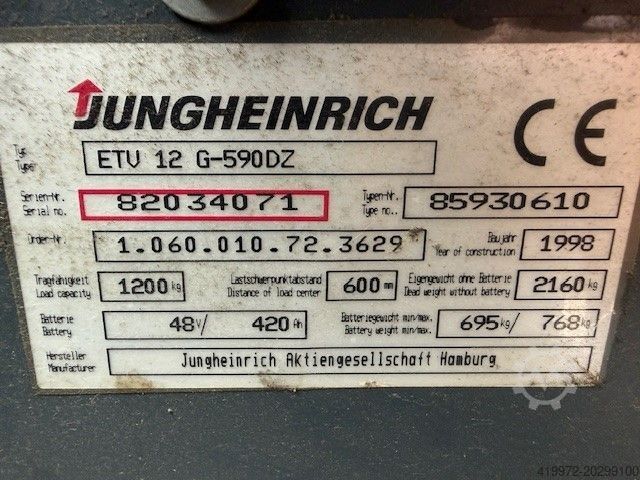 JUNGHEINRICH
CE
Typ
Type ETV 12 G-590DZ
Serien-Nr.
Serial no. 82034071 Typen-Nr.
Type no.. 85930610
Order-Nr. 1.060.010.72.3629 Baujahr
Year of construction 1998
Tragfähigkeit
Load capacity 1200 kg Lastschwerpunktabstand
Distance of load center 600 mm Eigengewicht ohne Batterie
Dead weight without battery 2160 kg
Batterie
Battery 48V/ 420 Ah Batteriegewicht min/max.
Battery weight min/max. 695 kg/ 768 kg
Hersteller
Manufacturer Jungheinrich AKtiengesellschaft Hamburg
419972-20299100